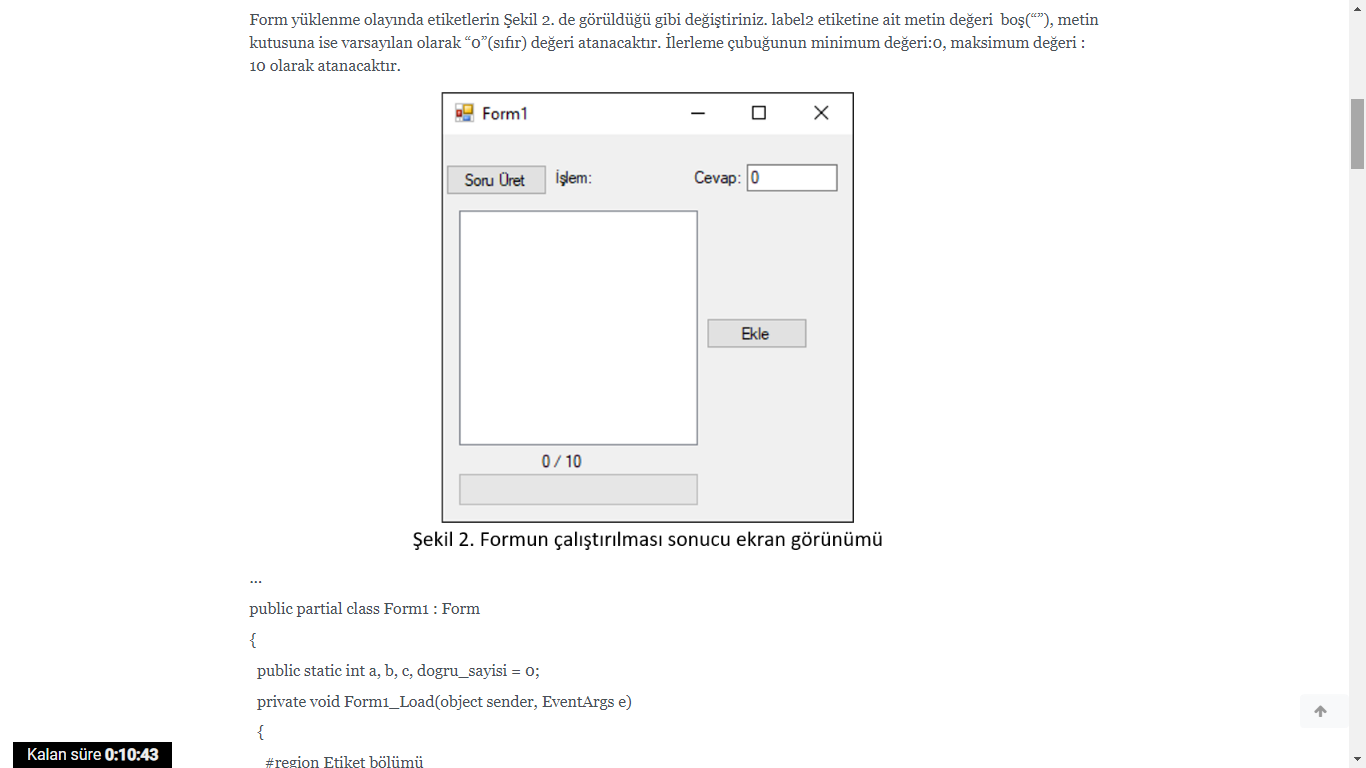 Form yüklenme olayında etiketlerin Şekil 2. de görüldüğü gibi değiştiriniz. label2 etiketine ait metin değeri  boş(“”), metin
kutusuna ise varsayılan olarak “0”(sıfır) değeri atanacaktır. İlerleme çubuğunun minimum değeri:0, maksimum değeri :
10 olarak atanacaktır.
Form1
Soru Üret İşlem: Cevap: 0
Ekle
0 / 10
Şekil 2. Formun çalıştırılması sonucu ekran görünümü
...
public partial class Form1 : Form
{
public static int a, b, c, dogru_sayisi = 0;
private void Form1_Load(object sender, EventArgs e)
{
#region Etiket bölümü
Kalan süre 0:10:43